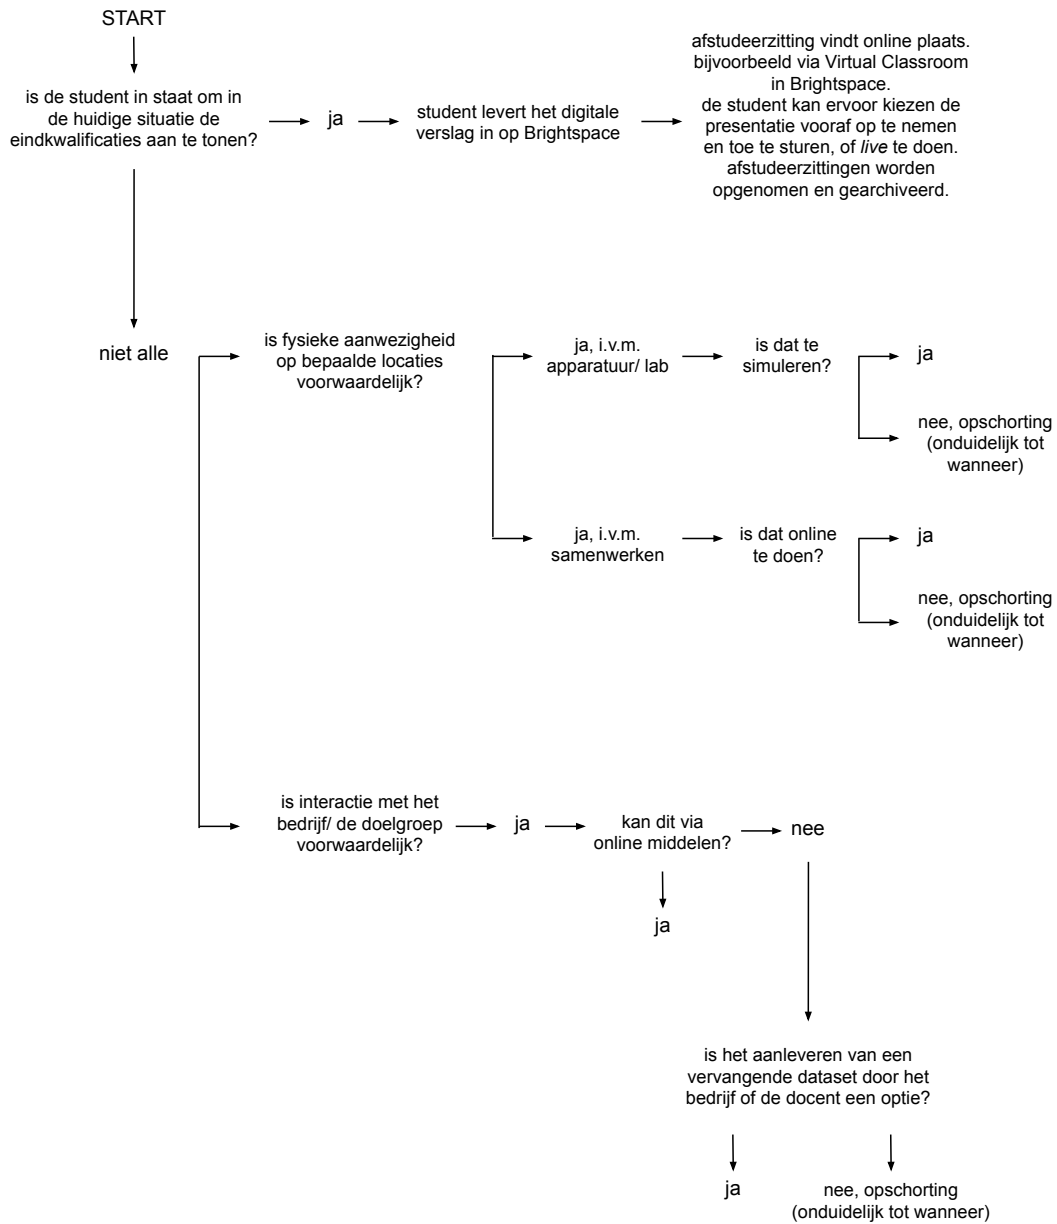 START
is de student in staat om in
de huidige situatie de
eindkwalificaties aan te tonen?
ja
student levert het digitale
verslag in op Brightspace
afstudeerzitting vindt online plaats.
bijvoorbeeld via Virtual Classroom
in Brightspace.
de student kan ervoor kiezen de
presentatie vooraf op te nemen
en toe te sturen, of live te doen.
afstudeerzittingen worden
opgenomen en gearchiveerd.
niet alle
is fysieke aanwezigheid
op bepaalde locaties
voorwaardelijk?
ja, i.v.m.
apparatuur/ lab
is dat te
simuleren?
ja
nee, opschorting
(onduidelijk tot
wanneer)
ja, i.v.m.
samenwerken
is dat online
te doen?
ja
nee, opschorting
(onduidelijk tot
wanneer)
is interactie met het
bedrijf/ de doelgroep
voorwaardelijk?
ja
kan dit via
online middelen?
nee
ja
is het aanleveren van een
vervangende dataset door het
bedrijf of de docent een optie?
ja
nee, opschorting
(onduidelijk tot wanneer)